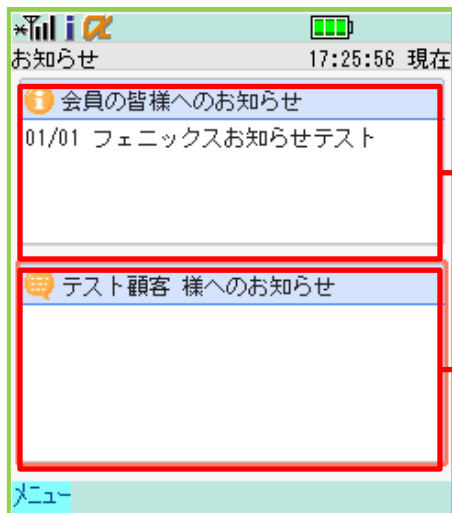 i α
お知らせ 17:25:56 現在
会員の皆様へのお知らせ
01/01 フェニックスお知らせテスト
テスト顧客 様へのお知らせ
メニュー